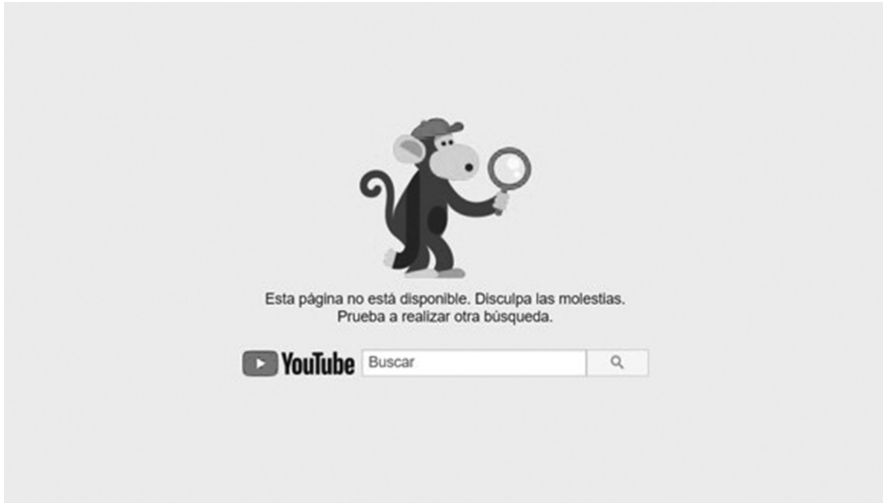 Esta página no está disponible. Disculpa las molestias.
Prueba a realizar otra búsqueda.
YouTube Buscar